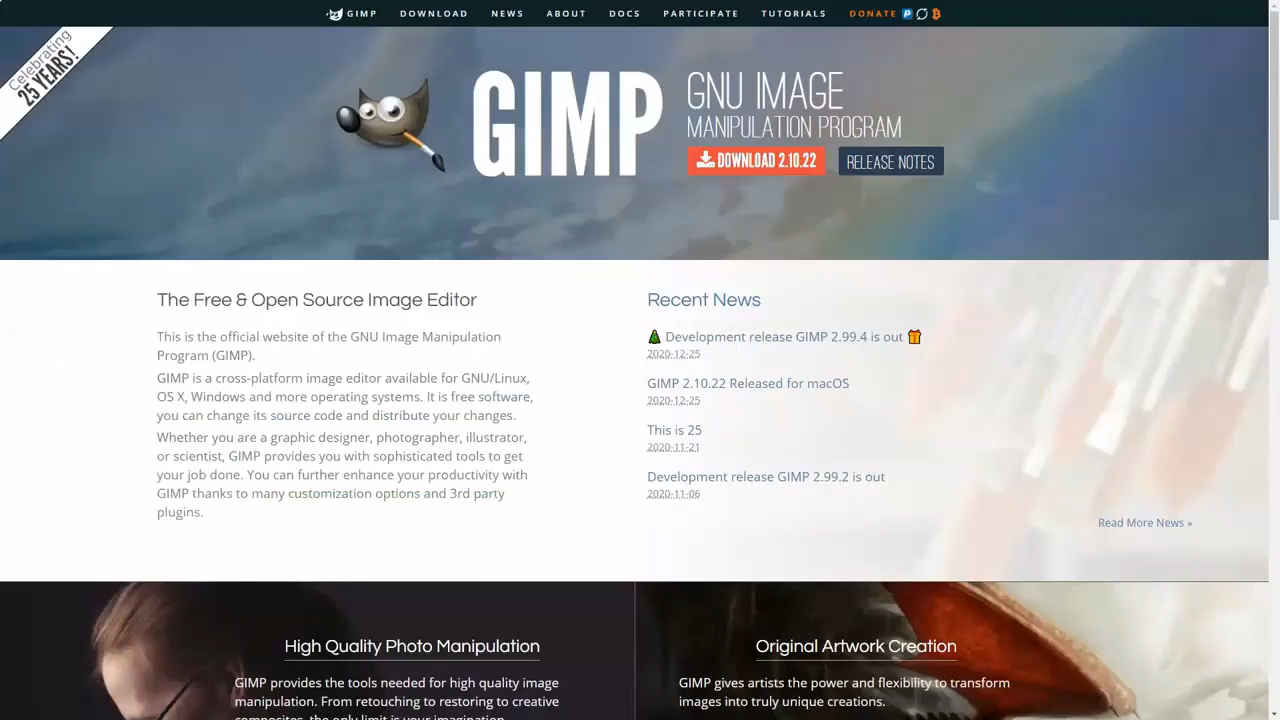 GIMP DOWNLOAD NEWS ABOUT DOCS PARTICIPATE TUTORIALS DONATE
Celebrating
25 YEARS!
GIMP
GNU IMAGE
MANIPULATION PROGRAM
DOWNLOAD 2.10.22 RELEASE NOTES
The Free & Open Source Image Editor
This is the official website of the GNU Image Manipulation
Program (GIMP).
GIMP is a cross-platform image editor available for GNU/Linux,
OS X, Windows and more operating systems. It is free software,
you can change its source code and distribute your changes.
Whether you are a graphic designer, photographer, illustrator,
or scientist, GIMP provides you with sophisticated tools to get
your job done. You can further enhance your productivity with
GIMP thanks to many customization options and 3rd party
plugins.
Recent News
Development release GIMP 2.99.4 is out
2020-12-25
GIMP 2.10.22 Released for macOS
2020-12-25
This is 25
2020-11-21
Development release GIMP 2.99.2 is out
2020-11-06
Read More News »
High Quality Photo Manipulation
GIMP provides the tools needed for high quality image
manipulation. From retouching to restoring to creative
composites, the only limit is your imagination.
Original Artwork Creation
GIMP gives artists the power and flexibility to transform
images into truly unique creations.